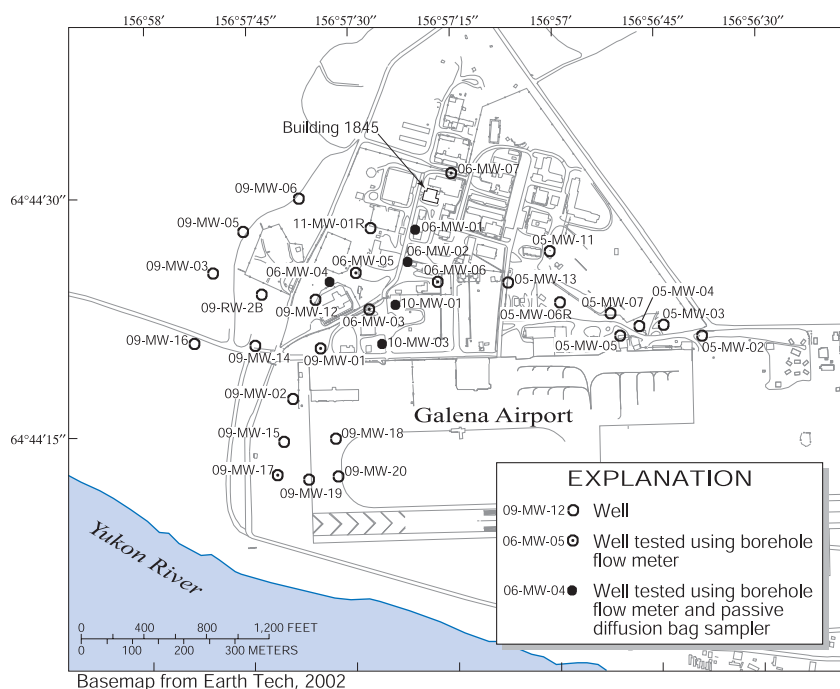 156°58' 156°57'45" 156°57'30" 156°57'15" 156°57' 156°56'45" 156°56'30"
Building 1845
06-MW-07
64°44'30"
09-MW-06
09-MW-05
11-MW-01R
06-MW-01
06-MW-02
05-MW-11
09-MW-03
06-MW-04
06-MW-05
06-MW-06
05-MW-13
09-RW-2B
09-MW-12
10-MW-01
05-MW-04
05-MW-07
05-MW-06R
06-MW-03
05-MW-03
09-MW-16
09-MW-14
09-MW-01
10-MW-03
05-MW-05
05-MW-02
09-MW-02
Galena Airport
64°44'15"
09-MW-15
09-MW-18
09-MW-17
09-MW-19
09-MW-20
Yukon River
EXPLANATION
09-MW-12 Well
06-MW-05 Well tested using borehole
flow meter
06-MW-04 Well tested using borehole
flow meter and passive
diffusion bag sampler
0 400 800 1,200 FEET
0 100 200 300 METERS
Basemap from Earth Tech, 2002